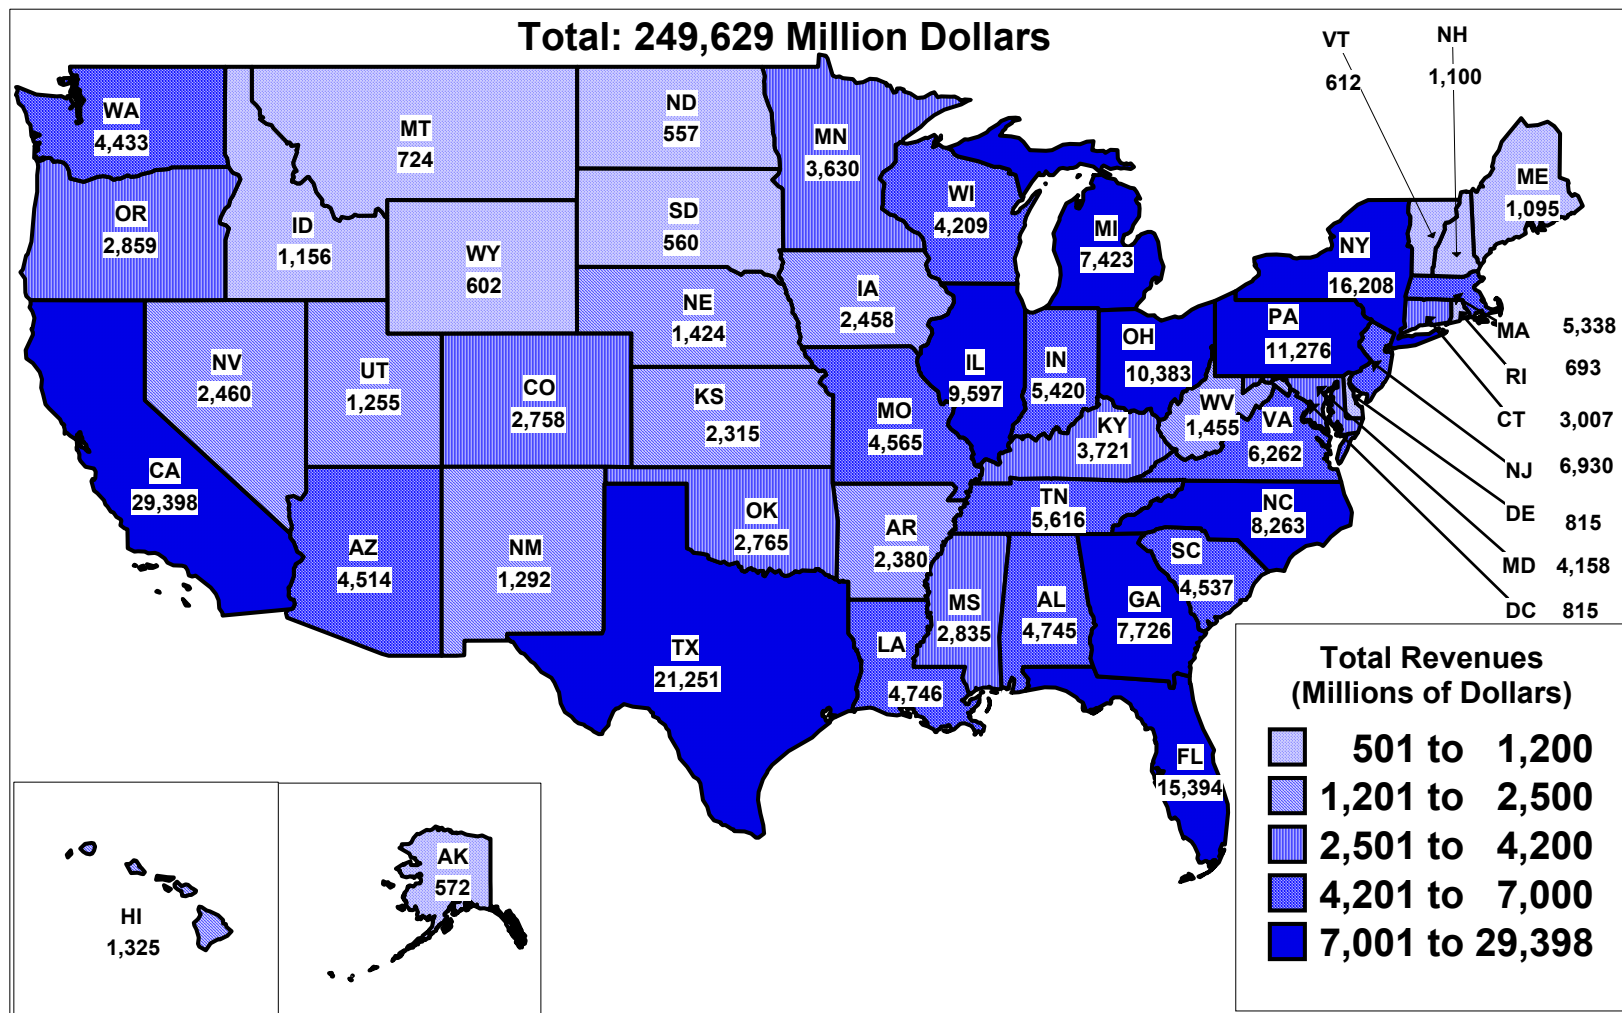 Total: 249,629 Million Dollars
VT
612
NH
1,100
WA
4,433
MT
724
ND
557
MN
3,630
ME
1,095
OR
2,859
ID
1,156
SD
560
WI
4,209
MI
7,423
NY
16,208
WY
602
IA
2,458
NE
1,424
PA
11,276
MA 5,338
NV
2,460
UT
1,255
CO
2,758
IL
9,597
IN
5,420
OH
10,383
RI 693
KS
2,315
MO
4,565
KY
3,721
WV
1,455
VA
6,262
CT 3,007
NJ 6,930
CA
29,398
AZ
4,514
NM
1,292
OK
2,765
AR
2,380
TN
5,616
NC
8,263
DE 815
SC
4,537
MD 4,158
DC 815
TX
21,251
LA
4,746
MS
2,835
AL
4,745
GA
7,726
FL
15,394
HI
1,325
AK
572
Total Revenues
(Millions of Dollars)
501 to 1,200
1,201 to 2,500
2,501 to 4,200
4,201 to 7,000
7,001 to 29,398